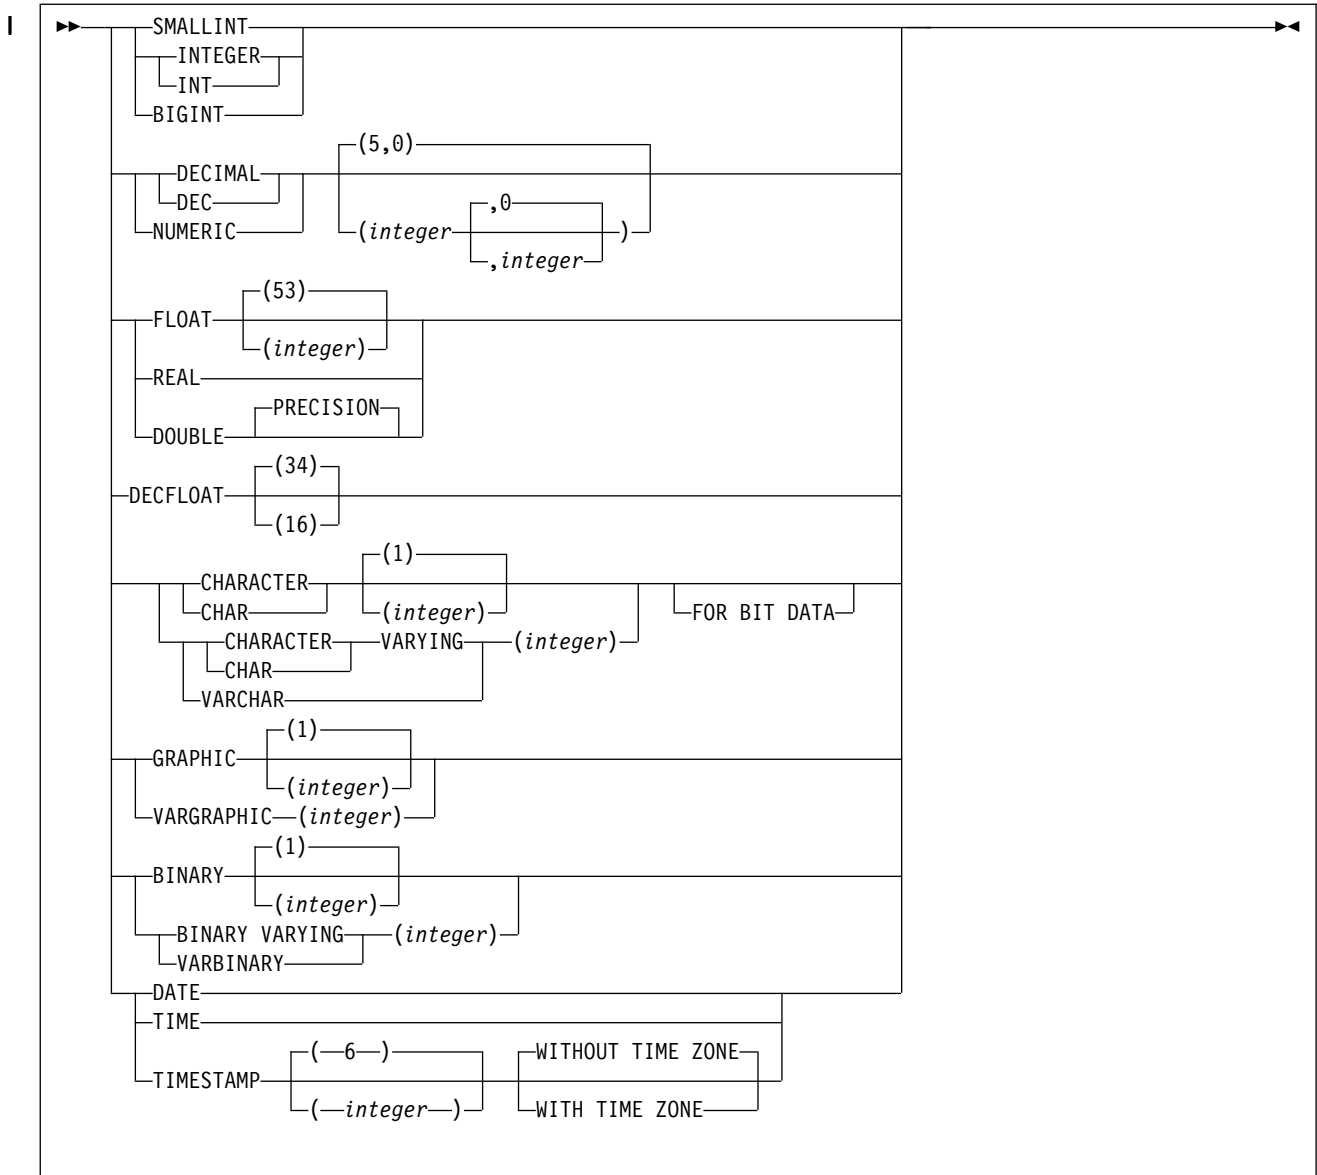 SMALLINT
INTEGER
INT
BIGINT
(5,0)
DECIMAL
DEC
,0
NUMERIC (integer )
,integer
(53)
FLOAT
(integer)
REAL
PRECISION
DOUBLE
(34)
DECFLOAT
(16)
(1)
CHARACTER
CHAR (integer) FOR BIT DATA
CHARACTER VARYING (integer)
CHAR
VARCHAR
(1)
GRAPHIC
(integer)
VARGRAPHIC (integer)
(1)
BINARY
(integer)
BINARY VARYING (integer)
VARBINARY
DATE
TIME
( 6 ) WITHOUT TIME ZONE
TIMESTAMP
( integer ) WITH TIME ZONE